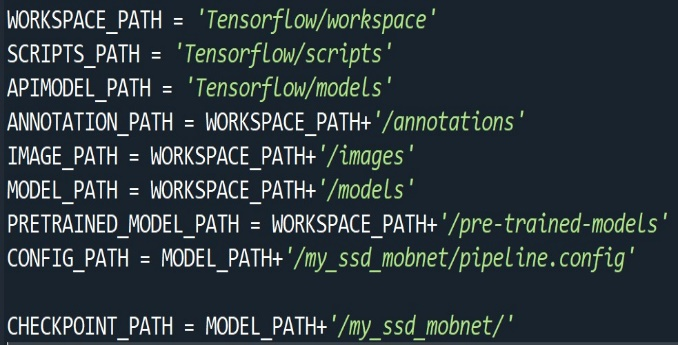 WORKSPACE_PATH = 'Tensorflow/workspace'
SCRIPTS_PATH = 'Tensorflow/scripts'
APIMODEL_PATH = 'Tensorflow/models'
ANNOTATION_PATH = WORKSPACE_PATH+'/annotations'
IMAGE_PATH = WORKSPACE_PATH+'/images'
MODEL_PATH = WORKSPACE_PATH+'/models'
PRETRAINED_MODEL_PATH = WORKSPACE_PATH+'/pre-trained-models'
CONFIG_PATH = MODEL_PATH+'/my_ssd_mobnet/pipeline.config'
CHECKPOINT_PATH = MODEL_PATH+'/my_ssd_mobnet/'